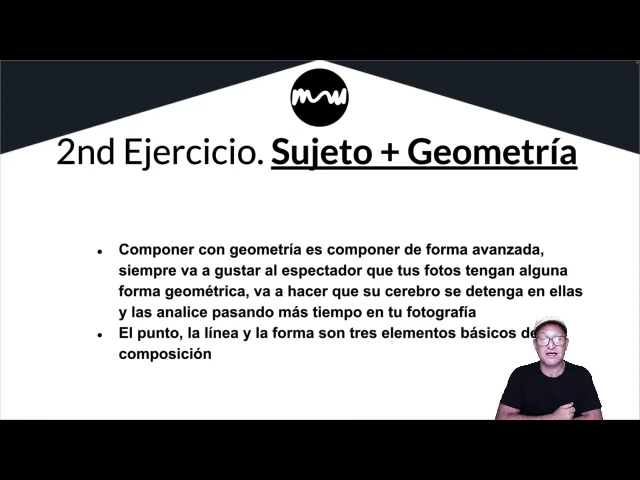 2nd Ejercicio. Sujeto + Geometría
• Componer con geometría es componer de forma avanzada,
siempre va a gustar al espectador que tus fotos tengan alguna
forma geométrica, va a hacer que su cerebro se detenga en ellas
y las analice pasando más tiempo en tu fotografía
• El punto, la línea y la forma son tres elementos básicos de
composición